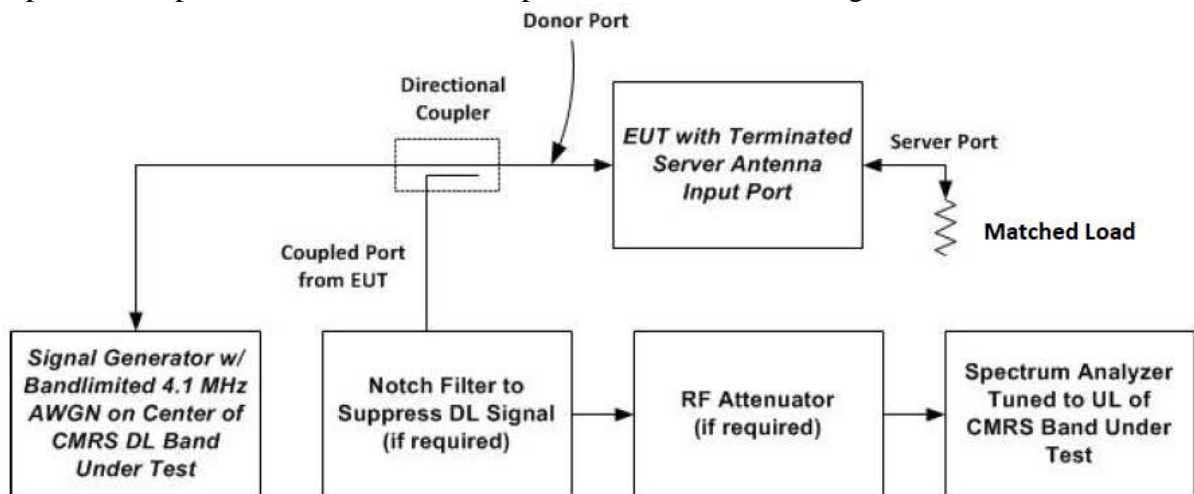 Donor Port
Directional
Coupler
EUT with Terminated
Server Antenna
Input Port
Server Port
Matched Load
Coupled Port
from EUT
Signal Generator w/
Bandlimited 4.1 MHz
AWGN on Center of
CMRS DL Band
Under Test
Notch Filter to
Suppress DL Signal
(if required)
RF Attenuator
(if required)
Spectrum Analyzer
Tuned to UL of
CMRS Band Under
Test